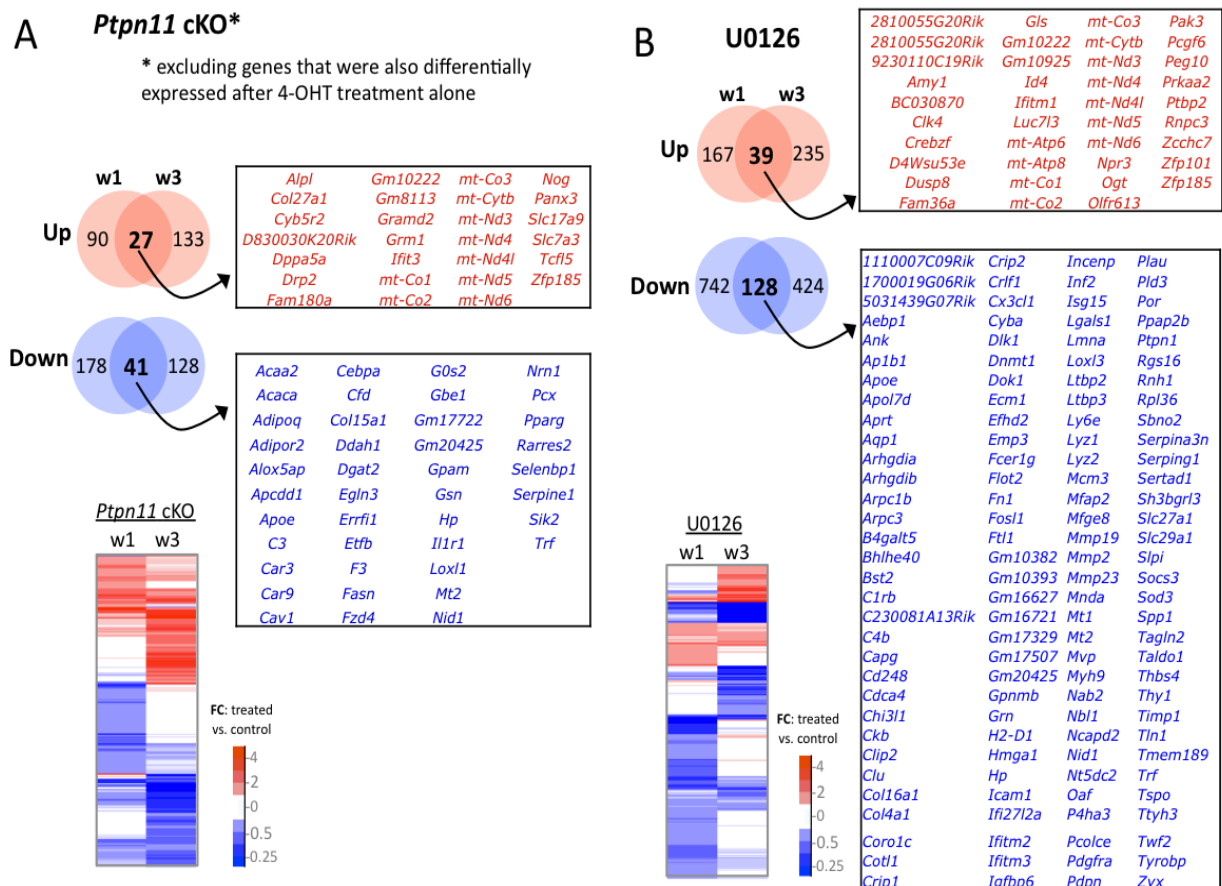 A
Ptpn11 cKO*
* excluding genes that were also differentially
expressed after 4-OHT treatment alone
w1 w3
Up 90 27 133
Alpl Gm10222 mt-Co3 Nog
Col27a1 Gm8113 mt-Cytb Panx3
Cyb5r2 Gramd2 mt-Nd3 Slc17a9
D830030K20Rik Grm1 mt-Nd4 Slc7a3
Dppa5a Ifit3 mt-Nd4l Tcfl5
Drp2 mt-Co1 mt-Nd5 Zfp185
Fam180a mt-Co2 mt-Nd6
Down 178 41 128
Acaa2 Cebpa G0s2 Nrn1
Acaca Cfd Gbe1 Pcx
Adipoq Col15a1 Gm17722 Pparg
Adipor2 Ddah1 Gm20425 Rarres2
Alox5ap Dgat2 Gpam Selenbp1
Apcdd1 Egln3 Gsn Serpine1
Apoe Errfi1 Hp Sik2
C3 Etfb Il1r1 Trf
Car3 F3 Loxl1
Car9 Fasn Mt2
Cav1 Fzd4 Nid1
Ptpn11 cKO
w1 w3
FC: treated
vs. control
4
2
0
0.5
0.25
B
U0126
w1 w3
Up 167 39 235
2810055G20Rik Gls mt-Co3 Pak3
2810055G20Rik Gm10222 mt-Cytb Pcgf6
9230110C19Rik Gm10925 mt-Nd3 Peg10
Amy1 Id4 mt-Nd4 Prkaa2
BC030870 Ifitm1 mt-Nd4l Ptbp2
Clk4 Luc7l3 mt-Nd5 Rnpc3
Crebzf mt-Atp6 mt-Nd6 Zcchc7
D4Wsu53e mt-Atp8 Npr3 Zfp101
Dusp8 mt-Co1 Ogt Zfp185
Fam36a mt-Co2 Olfr613
Down 742 128 424
1110007C09Rik Crip2 Incenp Plau
1700019G06Rik Crlf1 Inf2 Pld3
5031439G07Rik Cx3cl1 Isg15 Por
Aebp1 Cyba Lgals1 Ppap2b
Ank Dlk1 Lmna Ptpn1
Ap1b1 Dnmt1 Loxl3 Rgs16
Apoe Dok1 Ltbp2 Rnh1
Apol7d Ecm1 Ltbp3 Rpl36
Aprt Efhd2 Ly6e Sbno2
Aqp1 Emp3 Lyz1 Serpina3n
Arhgdia Fcer1g Lyz2 Serping1
Arhgdib Flot2 Mcm3 Sertad1
Arpc1b Fn1 Mfap2 Sh3bgrl3
Arpc3 Fosl1 Mfge8 Slc27a1
B4galt5 Ftl1 Mmp19 Slc29a1
Bhlhe40 Gm10382 Mmp2 Slpi
Bst2 Gm10393 Mmp23 Socs3
C1rb Gm16627 Mnda Sod3
C230081A13Rik Gm16721 Mt1 Spp1
C4b Gm17329 Mt2 Tagln2
Capg Gm17507 Mvp Taldo1
Cd248 Gm20425 Myh9 Thbs4
Cdca4 Gpnmb Nab2 Thy1
Chi3l1 Grn Nbl1 Timp1
Ckb H2-D1 Ncapd2 Tln1
Clip2 Hmga1 Nid1 Tmem189
Clu Hp Nt5dc2 Trf
Col16a1 Icam1 Oaf Tspo
Col4a1 Ifi27l2a P4ha3 Ttyh3
Coro1c Ifitm2 Pcolce Twf2
Cotl1 Ifitm3 Pdgfra Tyrobp
Crip1 Igfbp6 Pdpn Zyx
U0126
w1 w3
FC: treated
vs. control
4
2
0
0.5
0.25